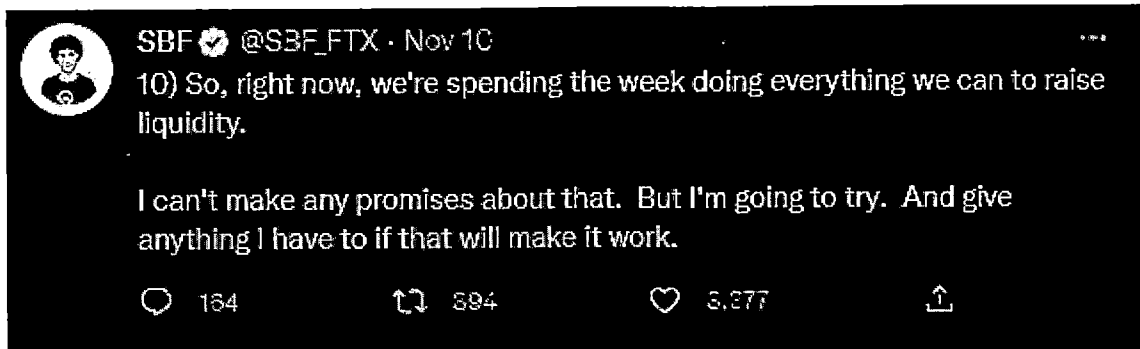 SBF @SBF_FTX · Nov 10
10) So, right now, we're spending the week doing everything we can to raise
liquidity.
I can't make any promises about that.  But I'm going to try.  And give
anything I have to if that will make it work.
164